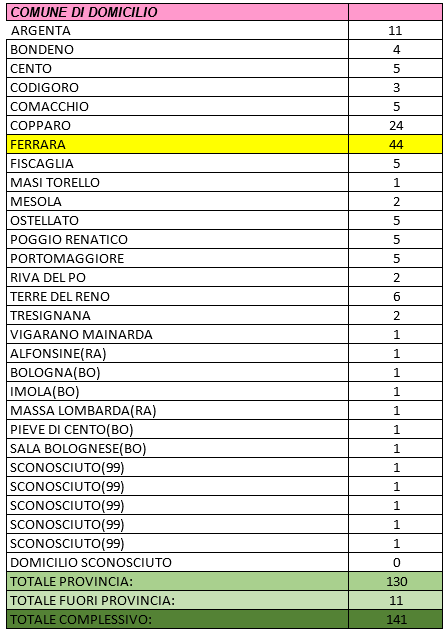 COMUNE DI DOMICILIO
ARGENTA 11
BONDENO 4
CENTO 5
CODIGORO 3
COMACCHIO 5
COPPARO 24
FERRARA 44
FISCAGLIA 5
MASI TORELLO 1
MESOLA 2
OSTELLATO 5
POGGIO RENATICO 5
PORTOMAGGIORE 5
RIVA DEL PO 2
TERRE DEL RENO 6
TRESIGNANA 2
VIGARANO MAINARDA 1
ALFONSINE(RA) 1
BOLOGNA(BO) 1
IMOLA(BO) 1
MASSA LOMBARDA(RA) 1
PIEVE DI CENTO(BO) 1
SALA BOLOGNESE(BO) 1
SCONOSCIUTO(99) 1
SCONOSCIUTO(99) 1
SCONOSCIUTO(99) 1
SCONOSCIUTO(99) 1
SCONOSCIUTO(99) 1
DOMICILIO SCONOSCIUTO 0
TOTALE PROVINCIA: 130
TOTALE FUORI PROVINCIA: 11
TOTALE COMPLESSIVO: 141